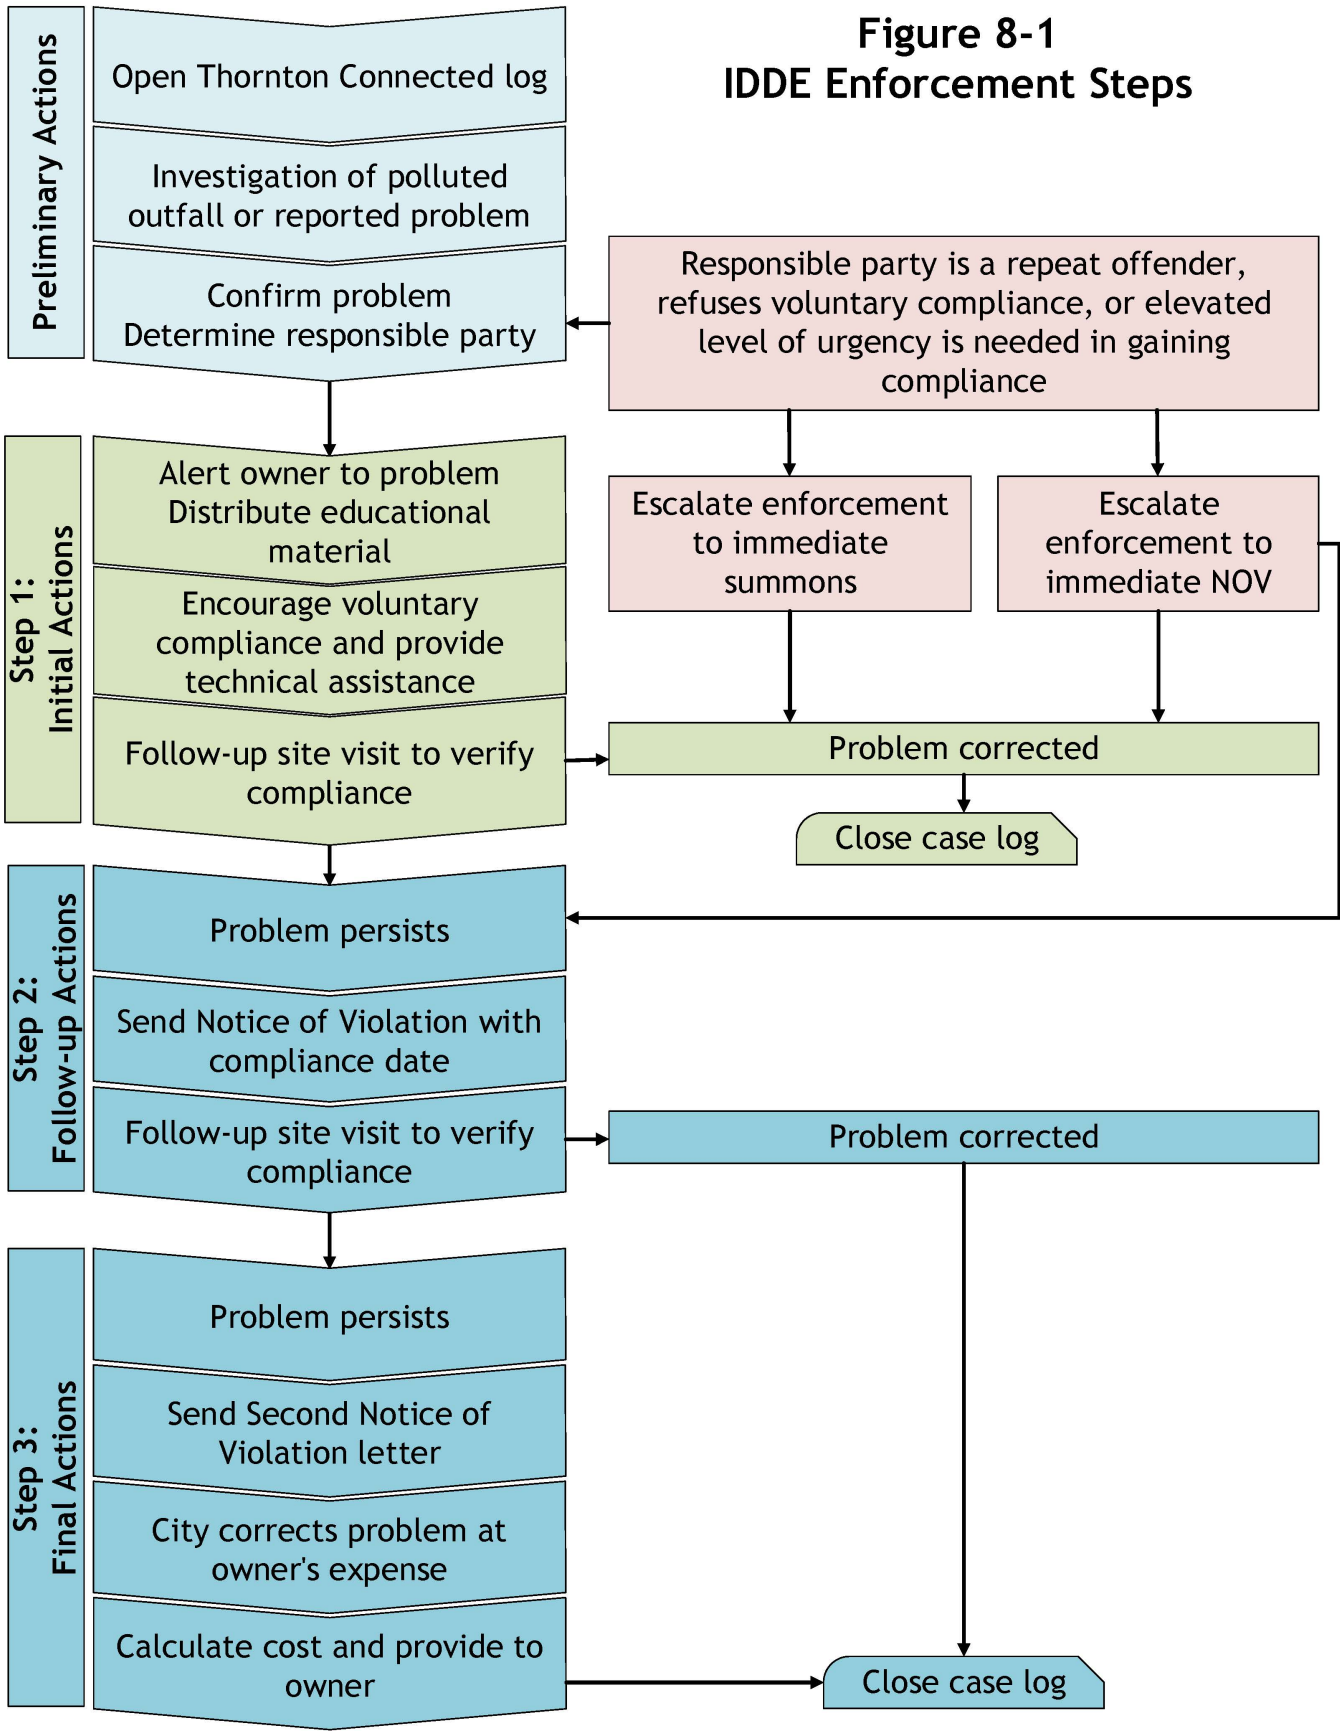 Figure 8-1
IDDE Enforcement Steps
Preliminary Actions
Open Thornton Connected log
Investigation of polluted
outfall or reported problem
Confirm problem
Determine responsible party
Responsible party is a repeat offender,
refuses voluntary compliance, or elevated
level of urgency is needed in gaining
compliance
Escalate enforcement
to immediate
summons
Escalate
enforcement to
immediate NOV
Step 1:
Initial Actions
Alert owner to problem
Distribute educational
material
Encourage voluntary
compliance and provide
technical assistance
Follow-up site visit to verify
compliance
Problem corrected
Close case log
Step 2:
Follow-up Actions
Problem persists
Send Notice of Violation with
compliance date
Follow-up site visit to verify
compliance
Problem corrected
Step 3:
Final Actions
Problem persists
Send Second Notice of
Violation letter
City corrects problem at
owner's expense
Calculate cost and provide to
owner
Close case log